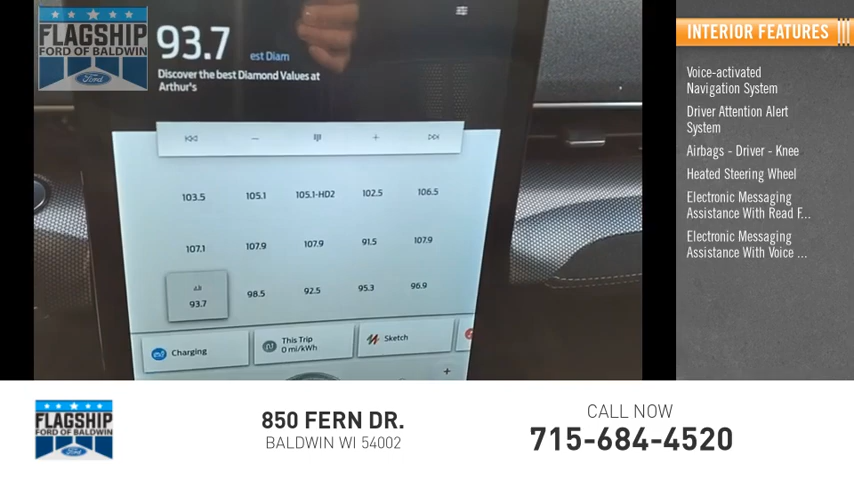 FLAGSHIP
FORD OF BALDWIN
Ford
93.7
est Diam
Discover the best Diamond Values at
Arthur's
103.5 105.1 105.1-HD2 102.5 106.5
107.1 107.9 107.9 91.5 107.9
93.7 98.5 92.5 95.3 96.9
Charging
This Trip
0 mi/kWh
Sketch
INTERIOR FEATURES
Voice-activated
Navigation System
Driver Attention Alert
System
Airbags - Driver - Knee
Heated Steering Wheel
Electronic Messaging
Assistance With Read F...
Electronic Messaging
Assistance With Voice ...
FLAGSHIP
FORD OF BALDWIN
Ford
850 FERN DR.
BALDWIN WI 54002
CALL NOW
715-684-4520